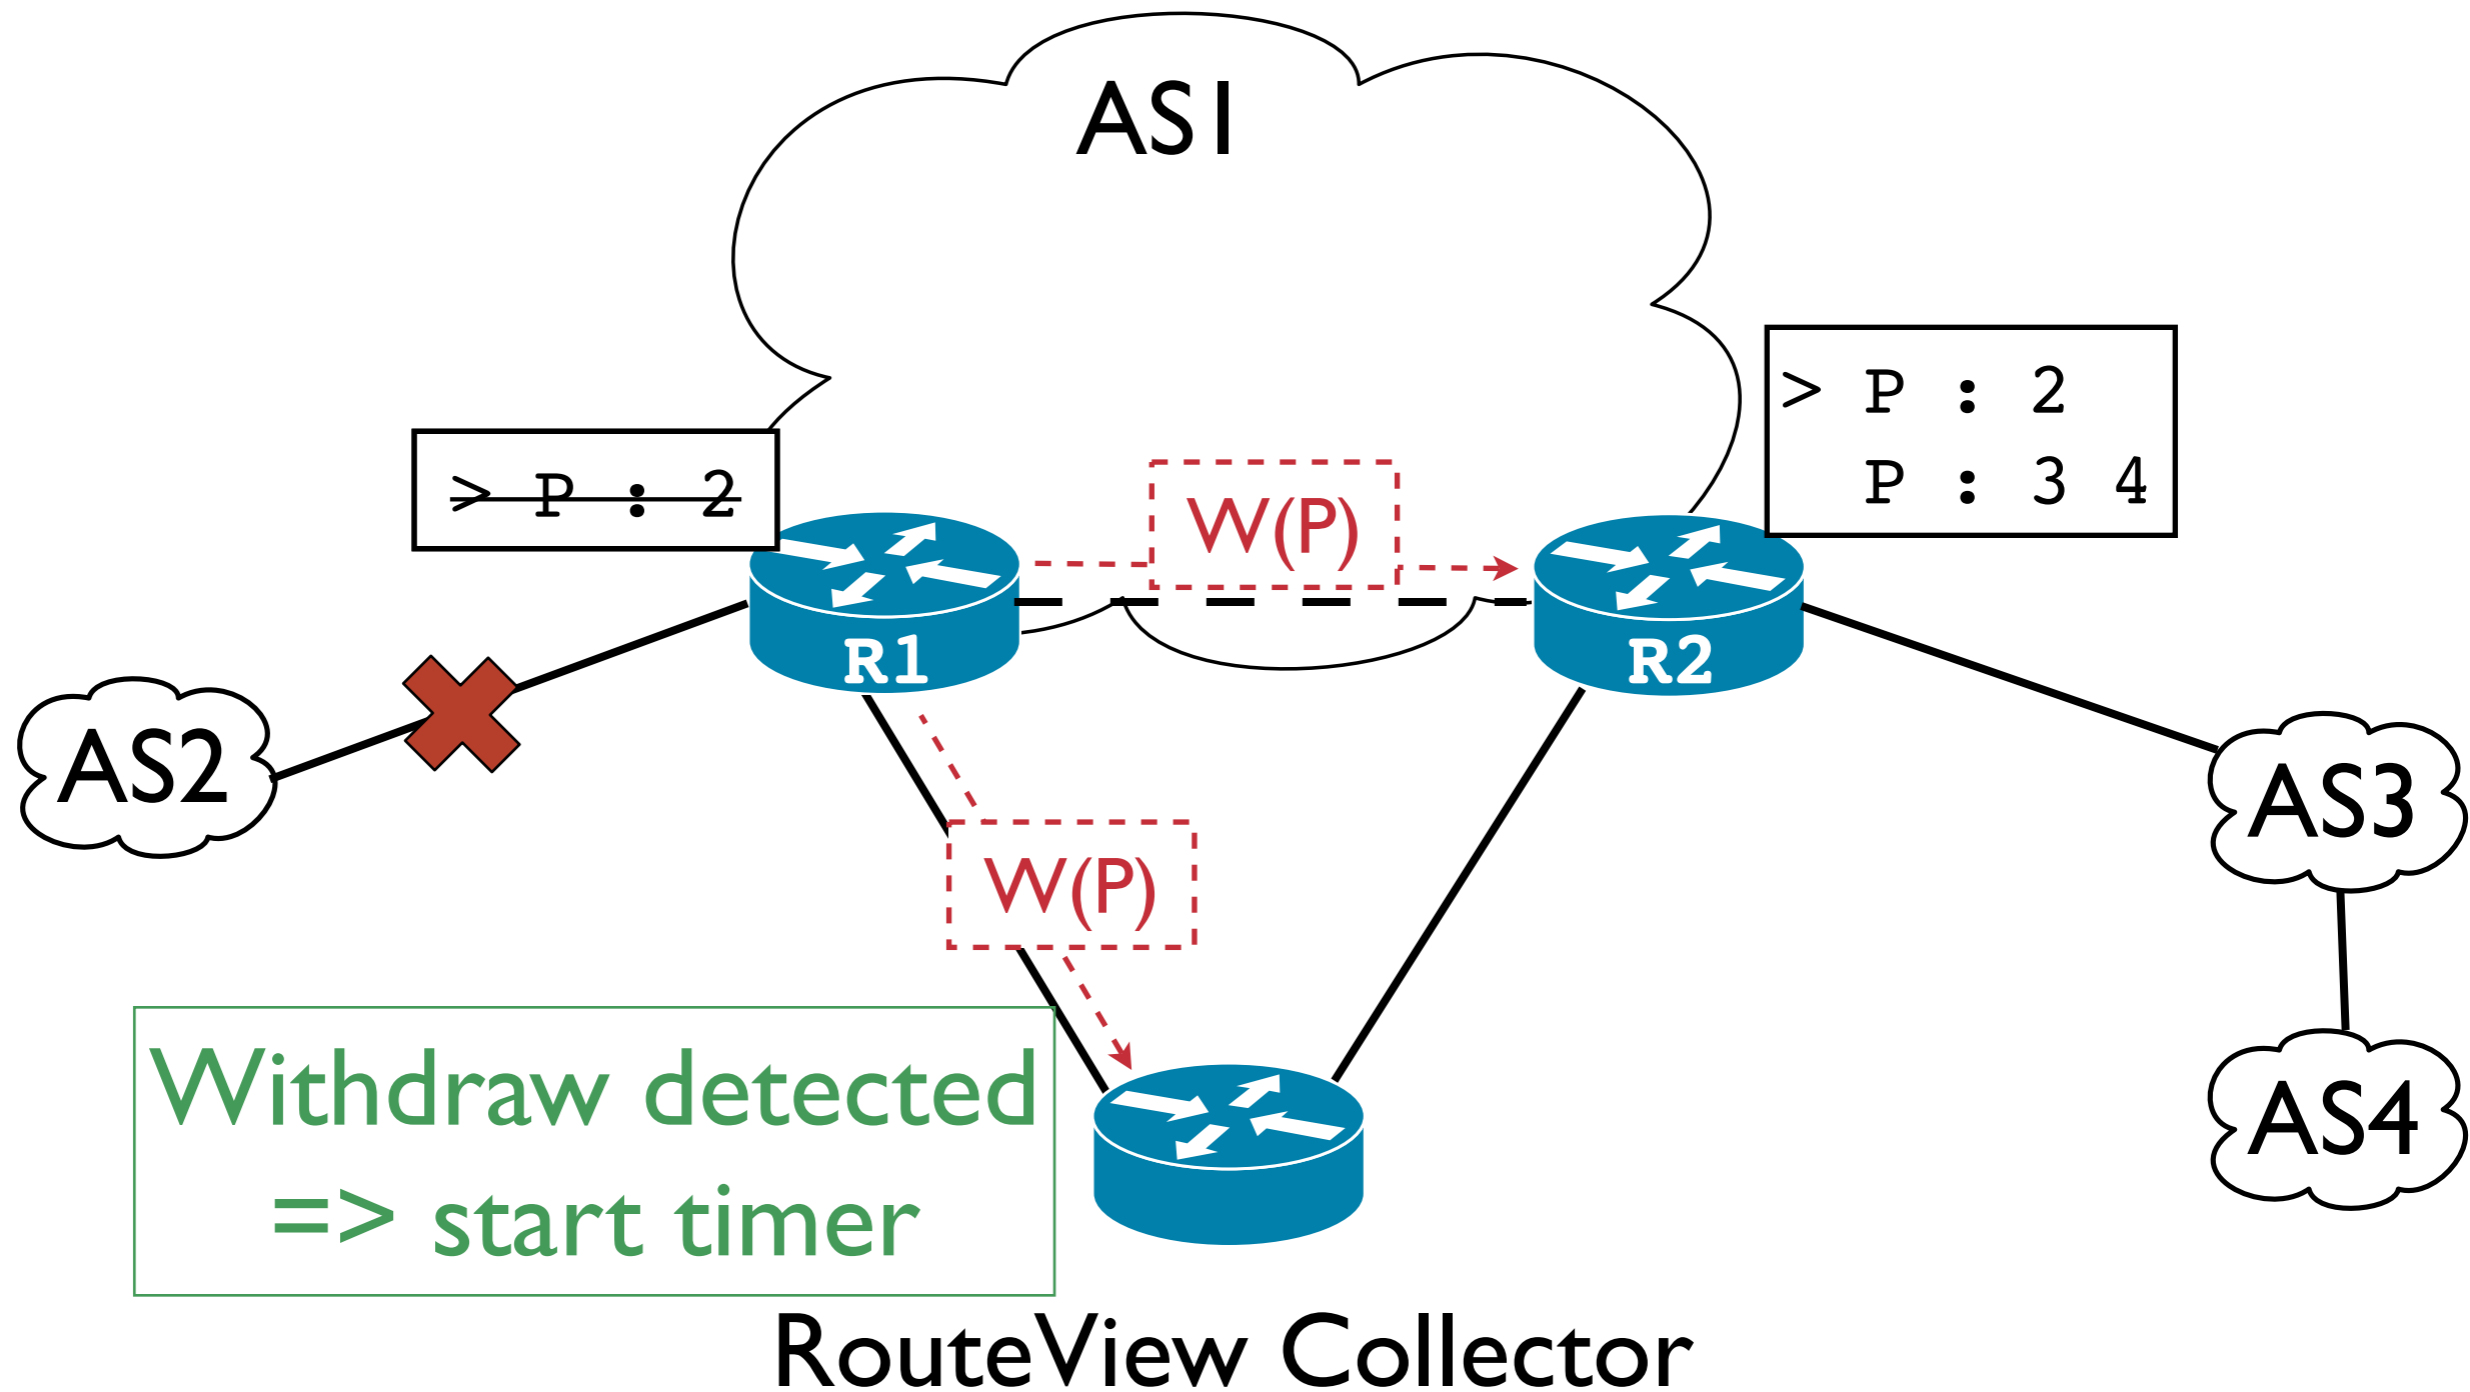 AS1
> P : 2
P : 3 4
> P : 2
W(P)
R1
R2
AS2
AS3
W(P)
Withdraw detected
=> start timer
AS4
RouteView Collector